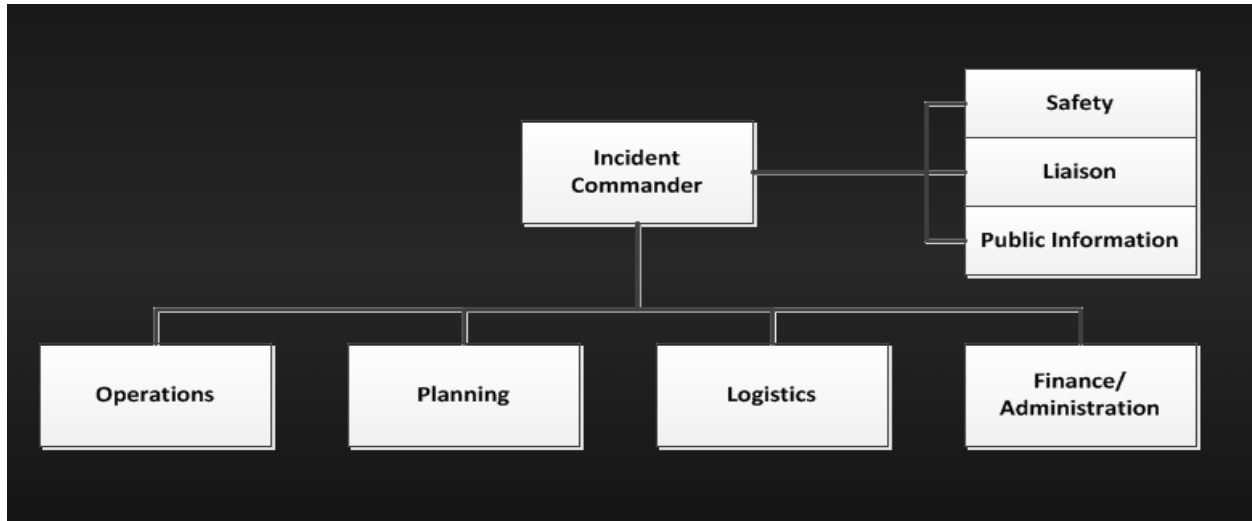 Safety
Incident
Commander
Liaison
Public Information
Operations
Planning
Logistics
Finance/
Administration